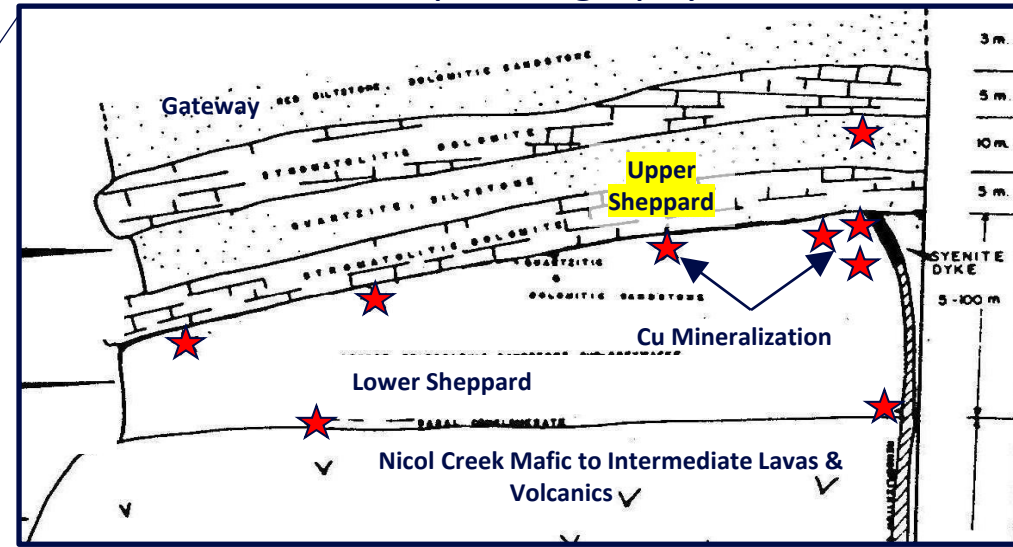 3 m.
RED SILTSTONE, DOLOMITIC SANDSTONE
Gateway
5 m.
STROMATOLITIC DOLOMITE
10 m.
QUARTZITE, SILTSTONE
Upper
Sheppard
5 m.
STROMATOLITIC DOLOMITE
QUARTZITIC
&
DOLOMITIC SANDSTONE
SYENITE
DYKE
5-100 m
Cu Mineralization
Lower Sheppard
BASAL CONGLOMERATE
Nicol Creek Mafic to Intermediate Lavas &
Volcanics